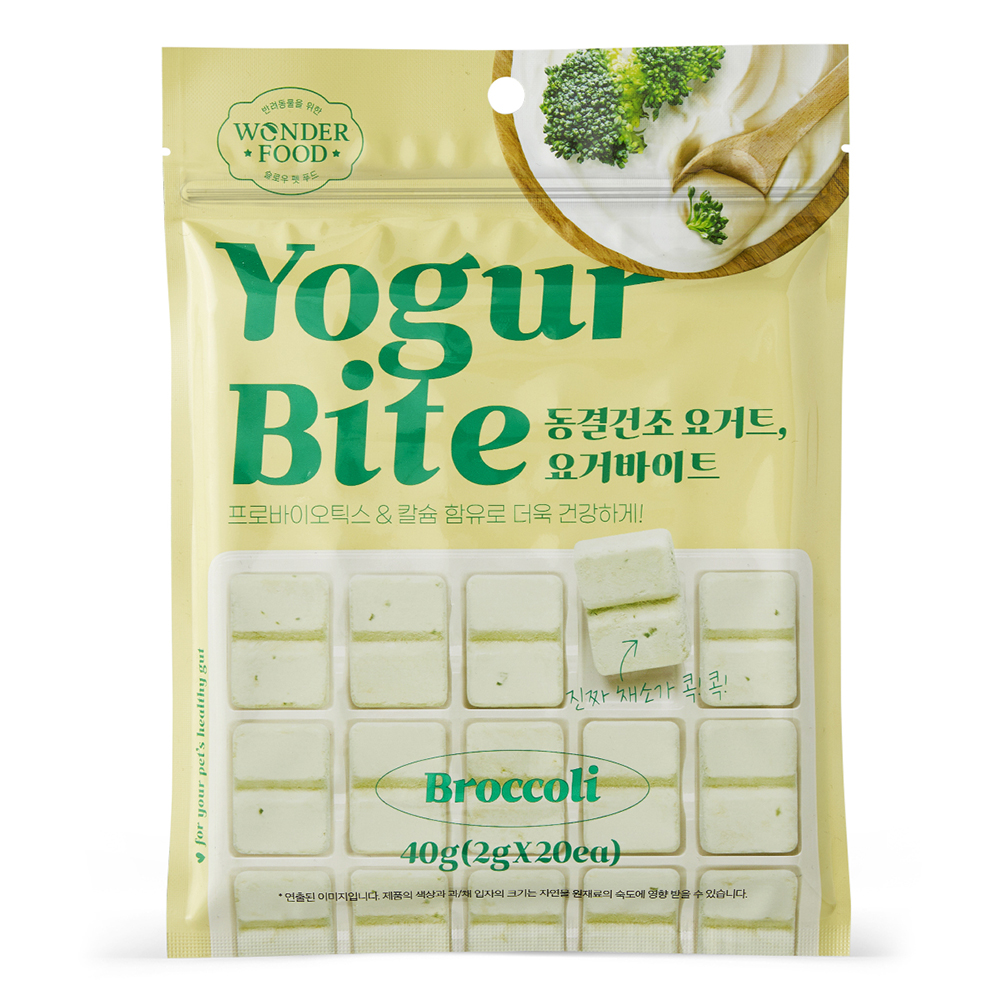 반려동물을 위한
WONDER
FOOD
슬로우 펫 푸드
Yogur
Bite
동결건조 요거트,
요거바이트
프로바이오틱스 & 칼슘 함유로 더욱 건강하게!
진짜 채소가 콕! 콕!
for your pet's healthy gut
Broccoli
40g(2gX20ea)
*연출된 이미지입니다. 제품의 색상과 과/채 입자의 크기는 자연물 원재료의 숙도에 영향 받을 수 있습니다.